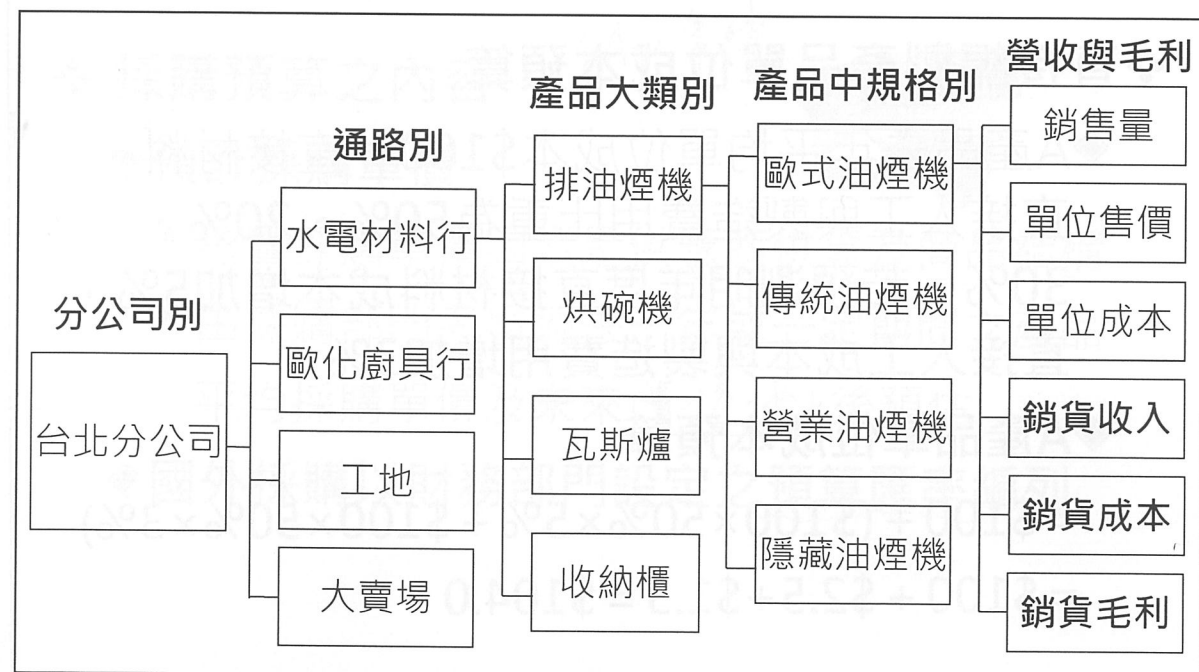 分公司別
台北分公司
通路別
水電材料行
歐化廚具行
工地
大賣場
產品大類別
排油煙機
烘碗機
瓦斯爐
收納櫃
產品中規格別
歐式油煙機
傳統油煙機
營業油煙機
隱藏油煙機
營收與毛利
銷售量
單位售價
單位成本
銷貨收入
銷貨成本
銷貨毛利